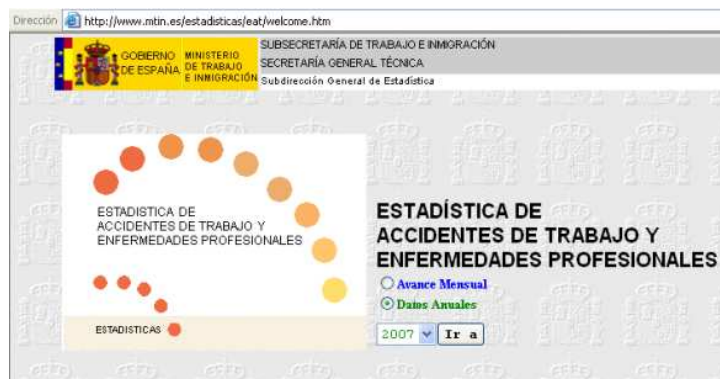 Dirección http://www.mtin.es/estadisticas/eat/welcome.htm
GOBIERNO DE ESPAÑA
MINISTERIO DE TRABAJO E INMIGRACIÓN
SUBSECRETARÍA DE TRABAJO E INMIGRACIÓN
SECRETARÍA GENERAL TÉCNICA
Subdirección General de Estadística
ESTADISTICA DE
ACCIDENTES DE TRABAJO Y
ENFERMEDADES PROFESIONALES
ESTADISTICAS
ESTADÍSTICA DE
ACCIDENTES DE TRABAJO Y
ENFERMEDADES PROFESIONALES
Avance Mensual
Datos Anuales
2007 Ir a